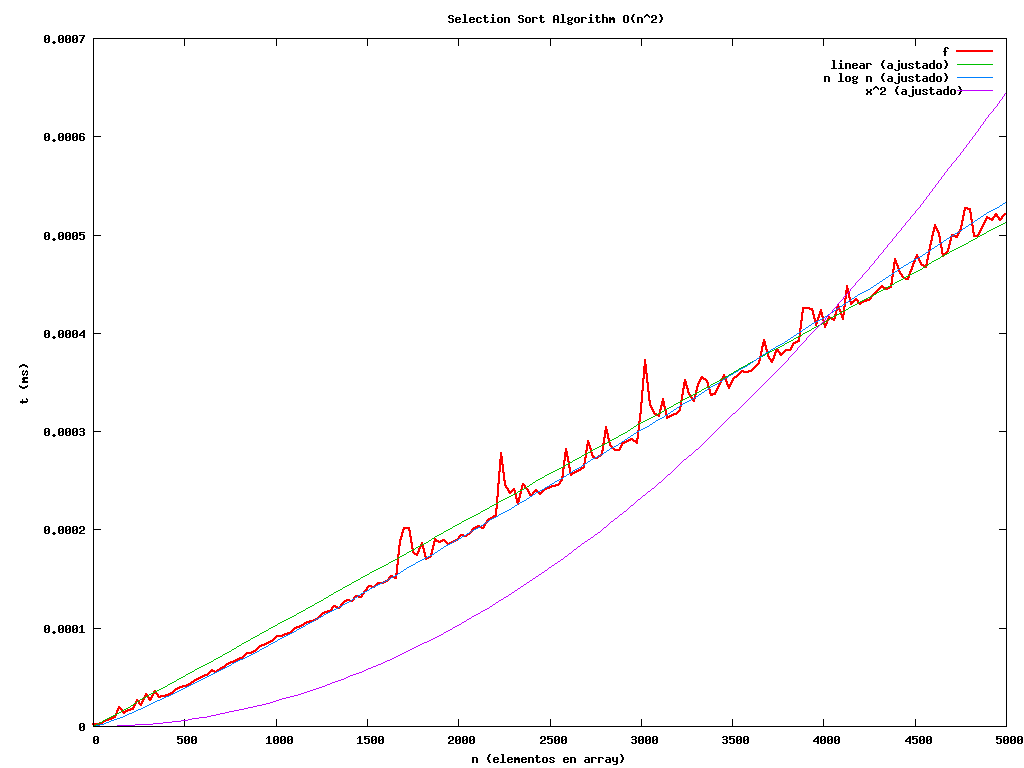 Selection Sort Algorithm O(n^2)
0.0007
f
linear (ajustado)
n log n (ajustado)
x^2 (ajustado)
0.0006
0.0005
0.0004
t (ms)
0.0003
0.0002
0.0001
0
0 500 1000 1500 2000 2500 3000 3500 4000 4500 5000
n (elementos en array)